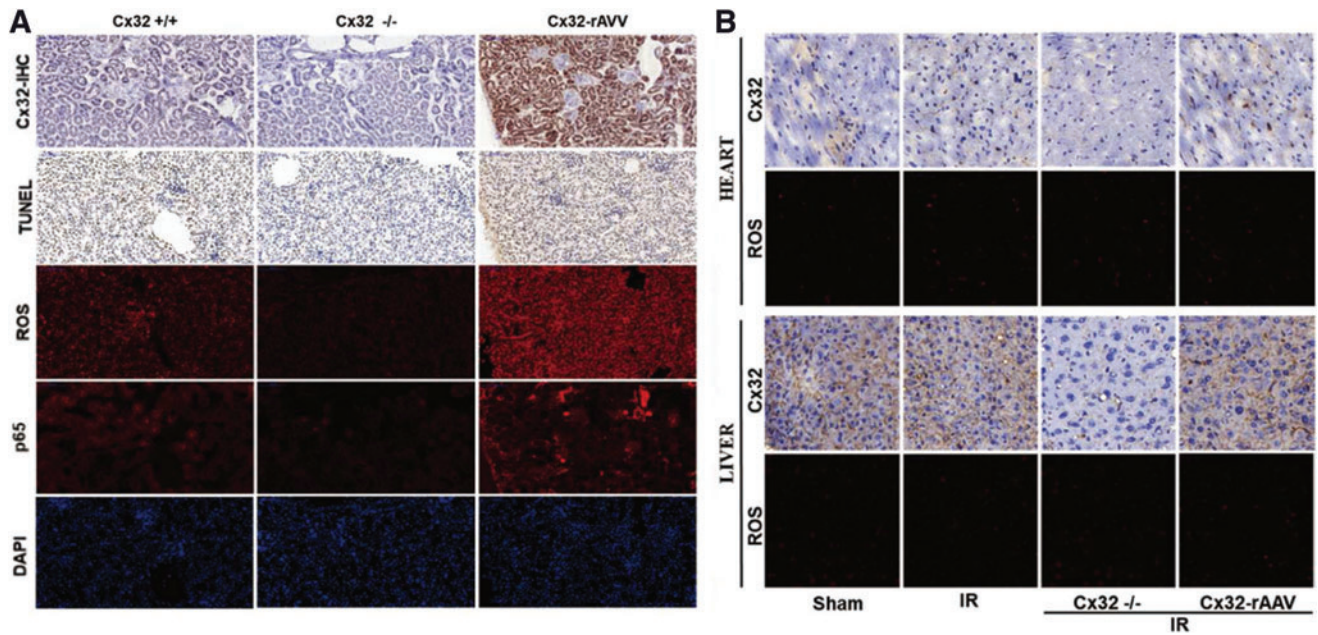 A
Cx32 +/+ Cx32 -/- Cx32-rAVV
Cx32-IHC
TUNEL
ROS
p65
DAPI
B
HEART
Cx32
ROS
LIVER
Cx32
ROS
Sham IR Cx32 -/- Cx32-rAAV
IR